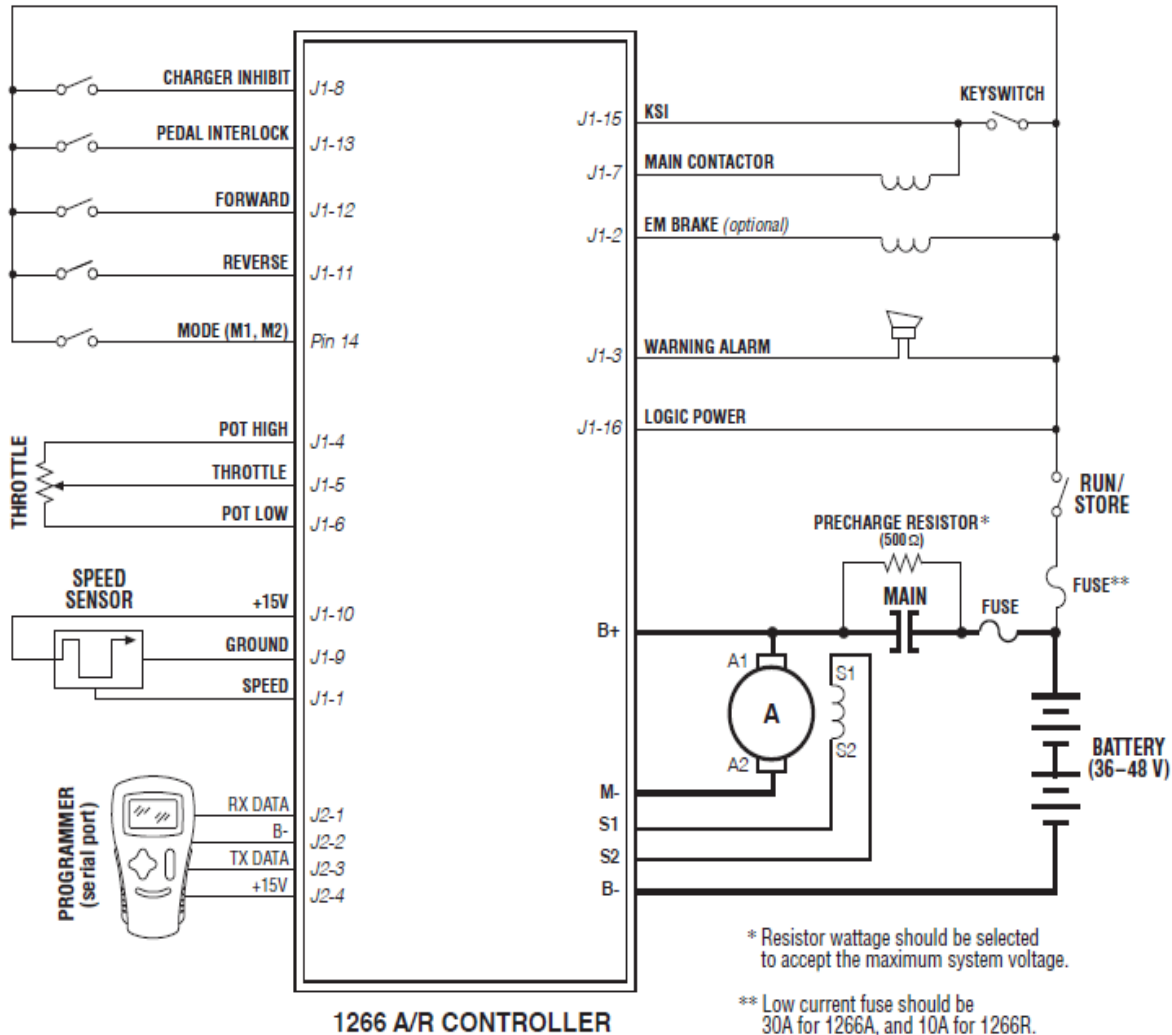 CHARGER INHIBIT
J1-8
PEDAL INTERLOCK
J1-13
FORWARD
J1-12
REVERSE
J1-11
MODE (M1, M2)
Pin 14
THROTTLE
POT HIGH
J1-4
THROTTLE
J1-5
POT LOW
J1-6
SPEED
SENSOR
+15V
J1-10
GROUND
J1-9
SPEED
J1-1
PROGRAMMER
(serial port)
RX DATA
J2-1
B-
J2-2
TX DATA
J2-3
+15V
J2-4
J1-15
KSI
KEYSWITCH
J1-7
MAIN CONTACTOR
J1-2
EM BRAKE (optional)
J1-3
WARNING ALARM
J1-16
LOGIC POWER
RUN/
STORE
PRECHARGE RESISTOR*
(500 Ω)
FUSE**
MAIN
FUSE
B+
A1
S1
A
S2
A2
BATTERY
(36–48 V)
M-
S1
S2
B-
* Resistor wattage should be selected
to accept the maximum system voltage.
** Low current fuse should be
30A for 1266A, and 10A for 1266R.
1266 A/R CONTROLLER